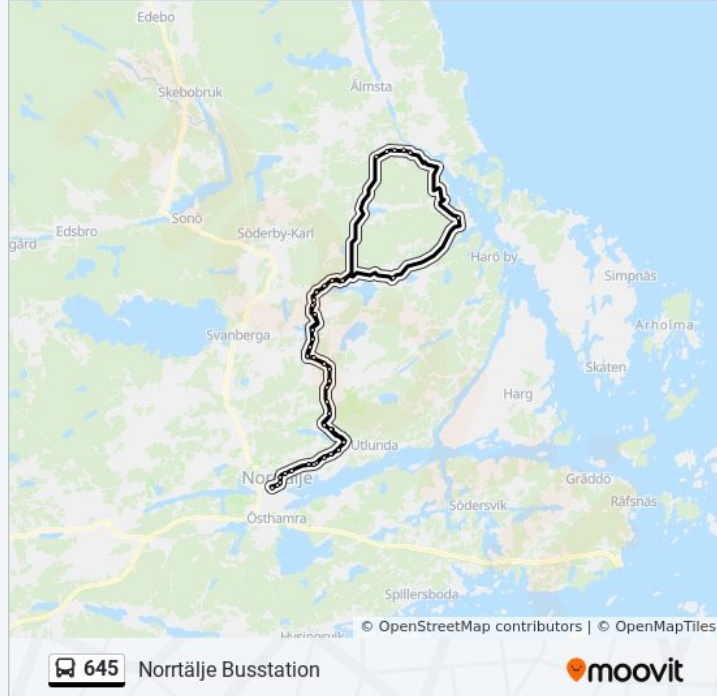 Edebo
Älmsta
Skebobruk
Sonö
Edsbro
gård
Söderby-Karl
Harö by
Simpnäs
Arholma
Svanberga
Skaten
Harg
Utlunda
Norrtälje
Gräddö
Räfsnäs
Södersvik
Östhamra
Spillersboda
© OpenStreetMap contributors | © OpenMapTiles
645 Norrtälje Busstation
moovit